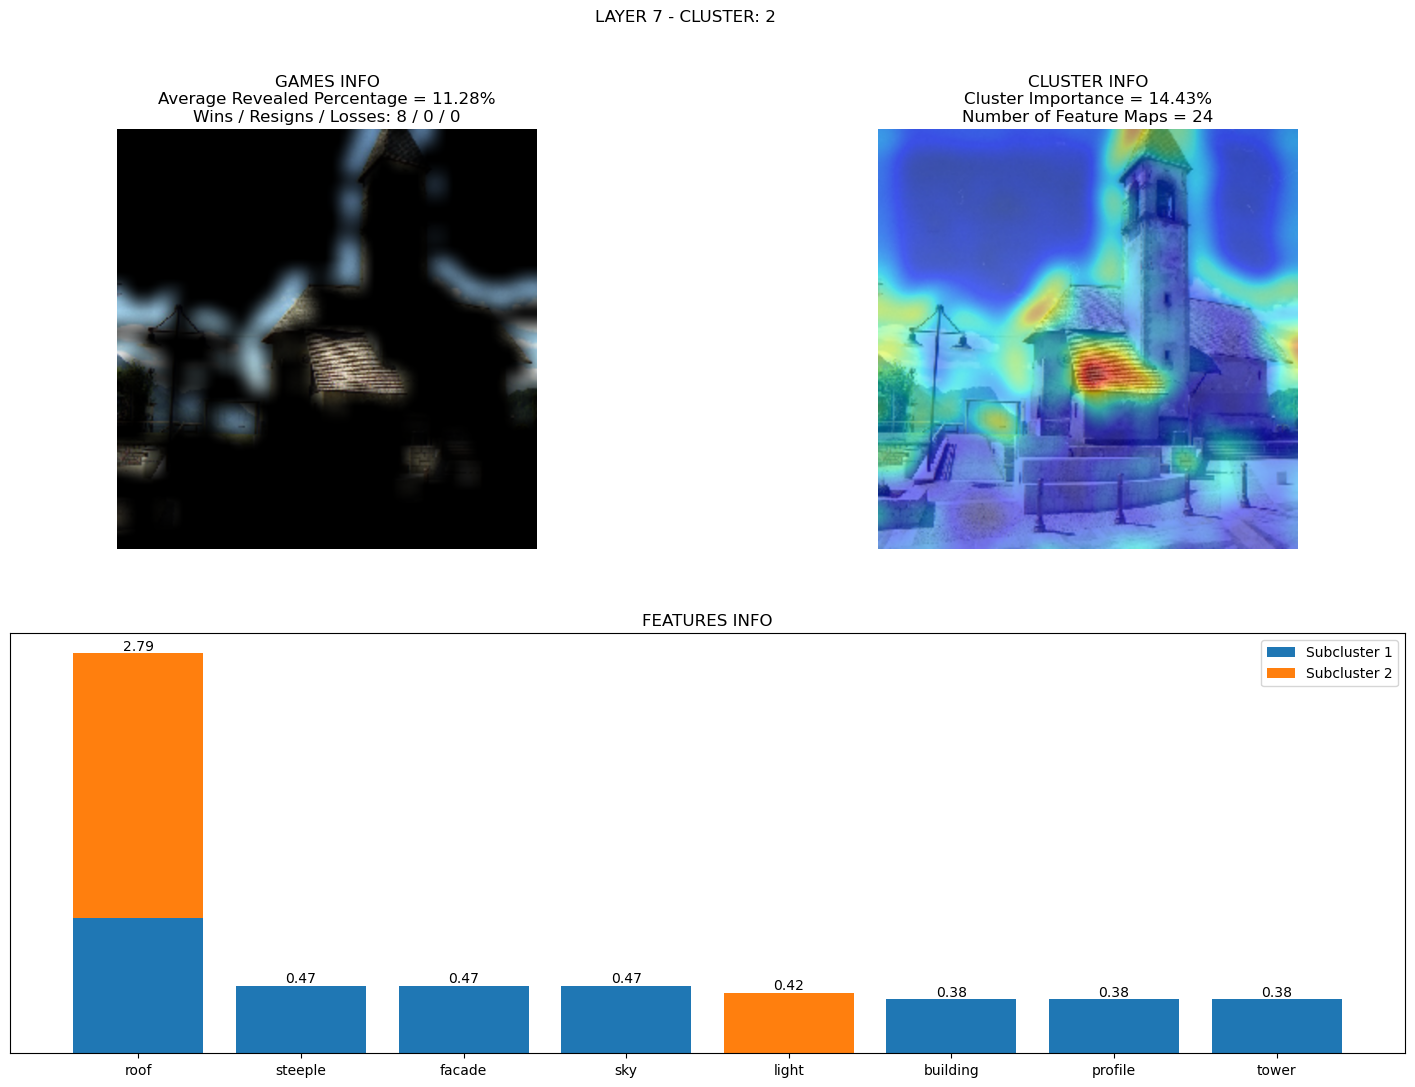 LAYER 7 - CLUSTER: 2
GAMES INFO
Average Revealed Percentage = 11.28%
Wins / Resigns / Losses: 8 / 0 / 0
CLUSTER INFO
Cluster Importance = 14.43%
Number of Feature Maps = 24
FEATURES INFO
Subcluster 1
Subcluster 2
2.79
0.47
0.47
0.47
0.42
0.38
0.38
0.38
roof
steeple
facade
sky
light
building
profile
tower